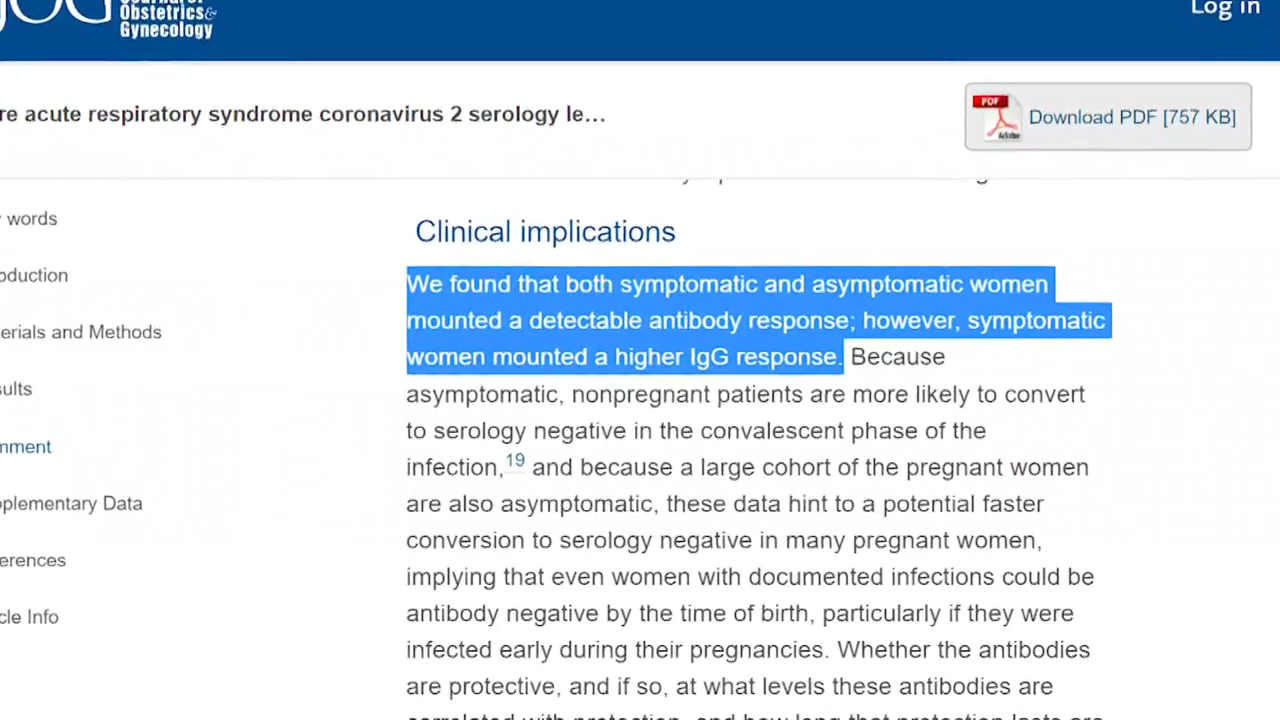 Log in
Obstetrics&
Gynecology
re acute respiratory syndrome coronavirus 2 serology le…
PDF
Adobe
Download PDF [757 KB]
words
oduction
erials and Methods
sults
mment
pplementary Data
erences
cle Info
Clinical implications
We found that both symptomatic and asymptomatic women
mounted a detectable antibody response; however, symptomatic
women mounted a higher IgG response. Because
asymptomatic, nonpregnant patients are more likely to convert
to serology negative in the convalescent phase of the
infection,19 and because a large cohort of the pregnant women
are also asymptomatic, these data hint to a potential faster
conversion to serology negative in many pregnant women,
implying that even women with documented infections could be
antibody negative by the time of birth, particularly if they were
infected early during their pregnancies. Whether the antibodies
are protective, and if so, at what levels these antibodies are